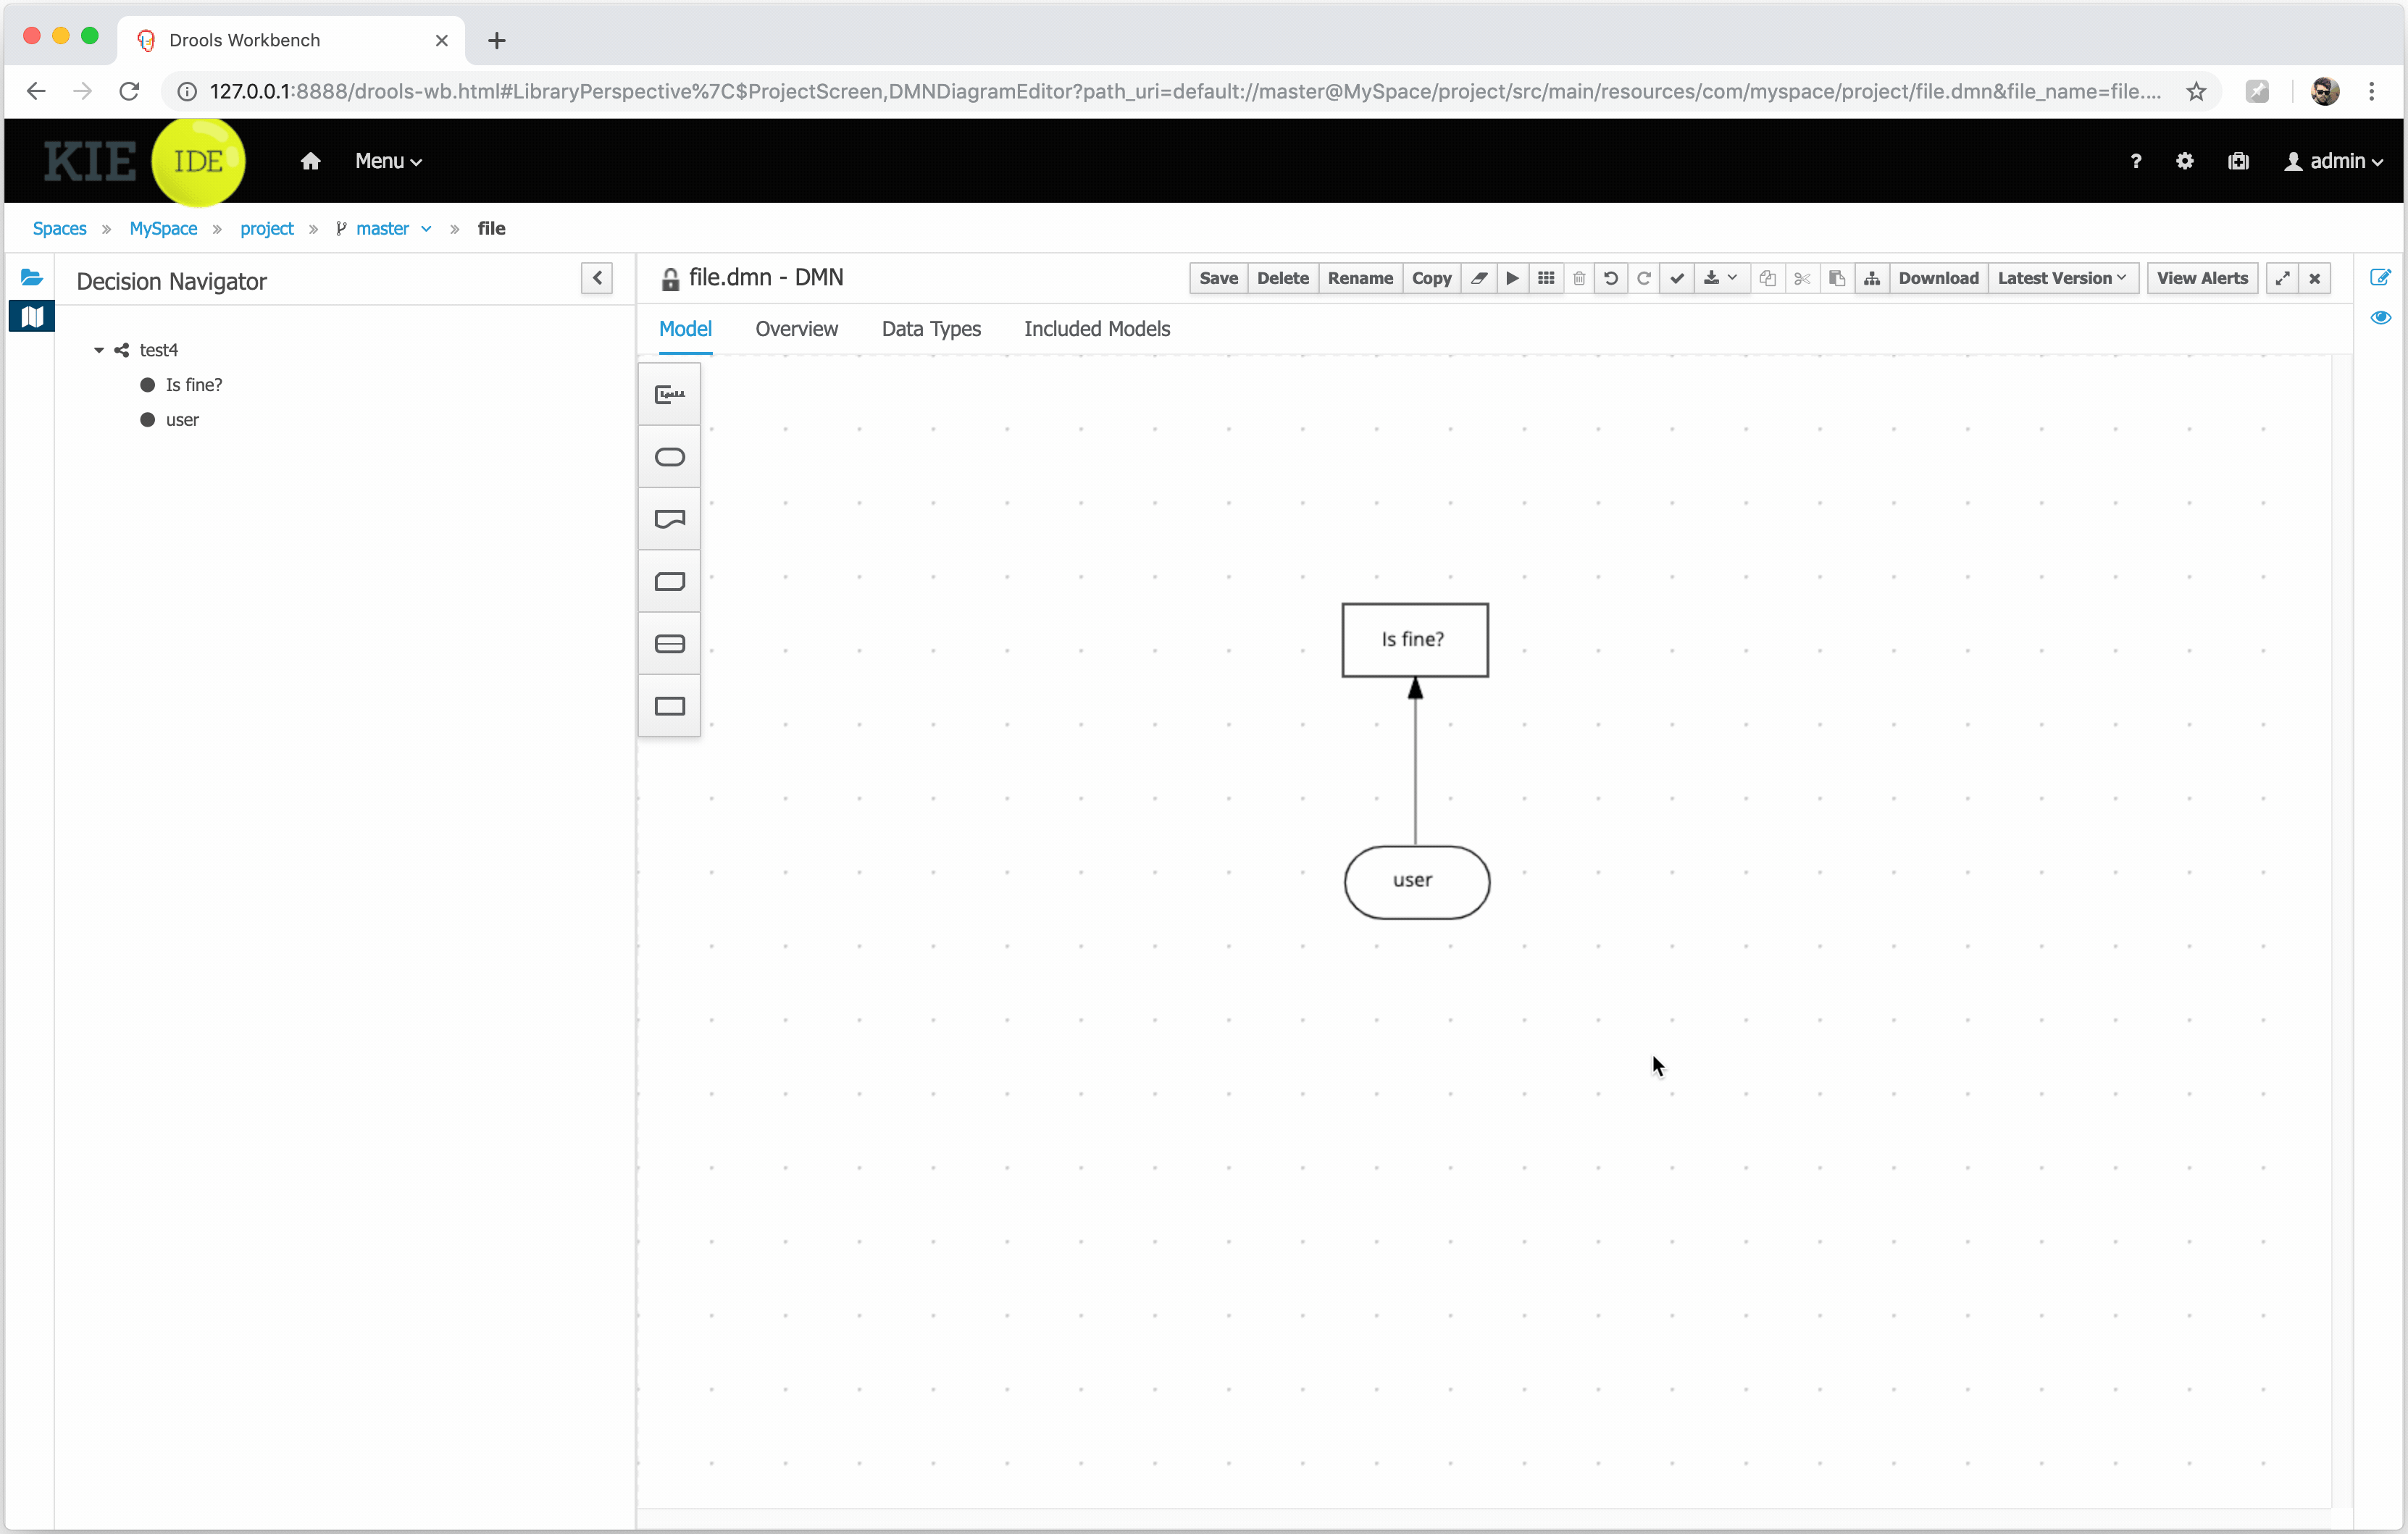 Drools Workbench
127.0.0.1:8888/drools-wb.html#LibraryPerspective%7C$ProjectScreen,DMNDiagramEditor?path_uri=default://master@MySpace/project/src/main/resources/com/myspace/project/file.dmn&file_name=file....
KIE IDE Menu ? admin
Spaces » MySpace » project » master » file
Decision Navigator
file.dmn - DMN
Save Delete Rename Copy Download Latest Version View Alerts
Model Overview Data Types Included Models
test4
Is fine?
user
Is fine?
user